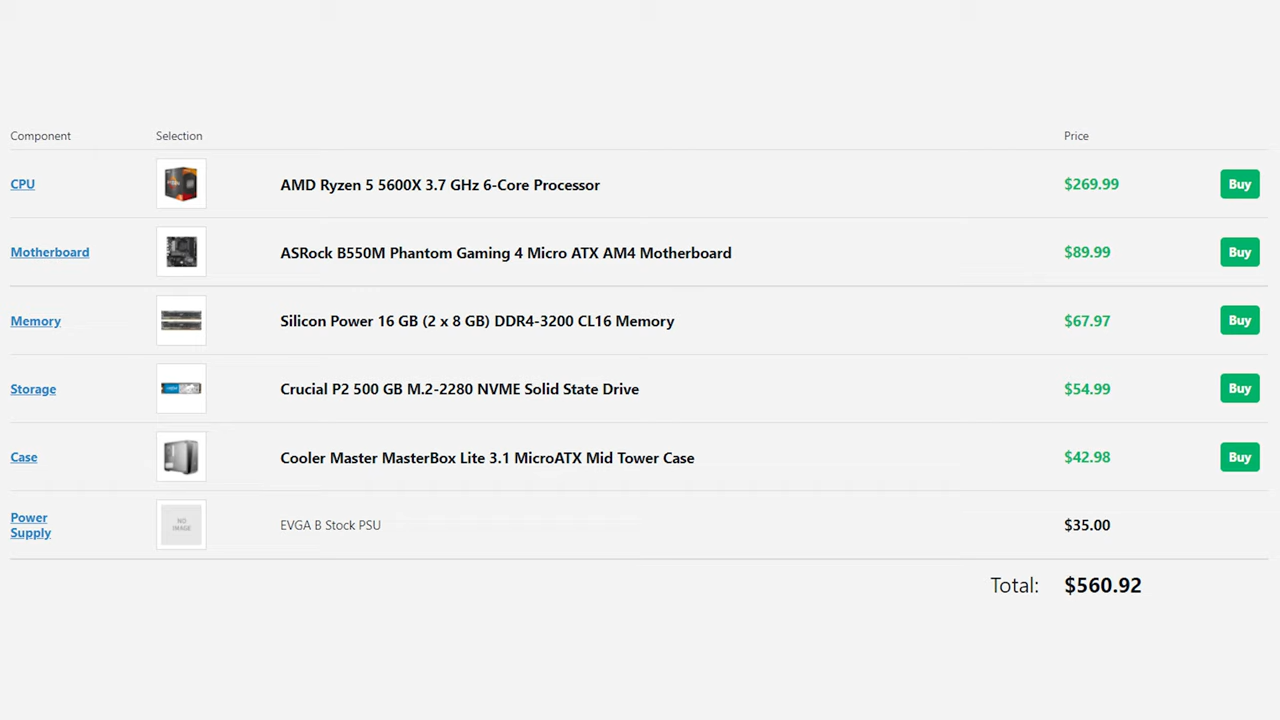 Component Selection Price
CPU AMD Ryzen 5 5600X 3.7 GHz 6-Core Processor $269.99 Buy
Motherboard ASRock B550M Phantom Gaming 4 Micro ATX AM4 Motherboard $89.99 Buy
Memory Silicon Power 16 GB (2 x 8 GB) DDR4-3200 CL16 Memory $67.97 Buy
Storage Crucial P2 500 GB M.2-2280 NVME Solid State Drive $54.99 Buy
Case Cooler Master MasterBox Lite 3.1 MicroATX Mid Tower Case $42.98 Buy
Power
Supply
NO
IMAGE
EVGA B Stock PSU $35.00
Total: $560.92